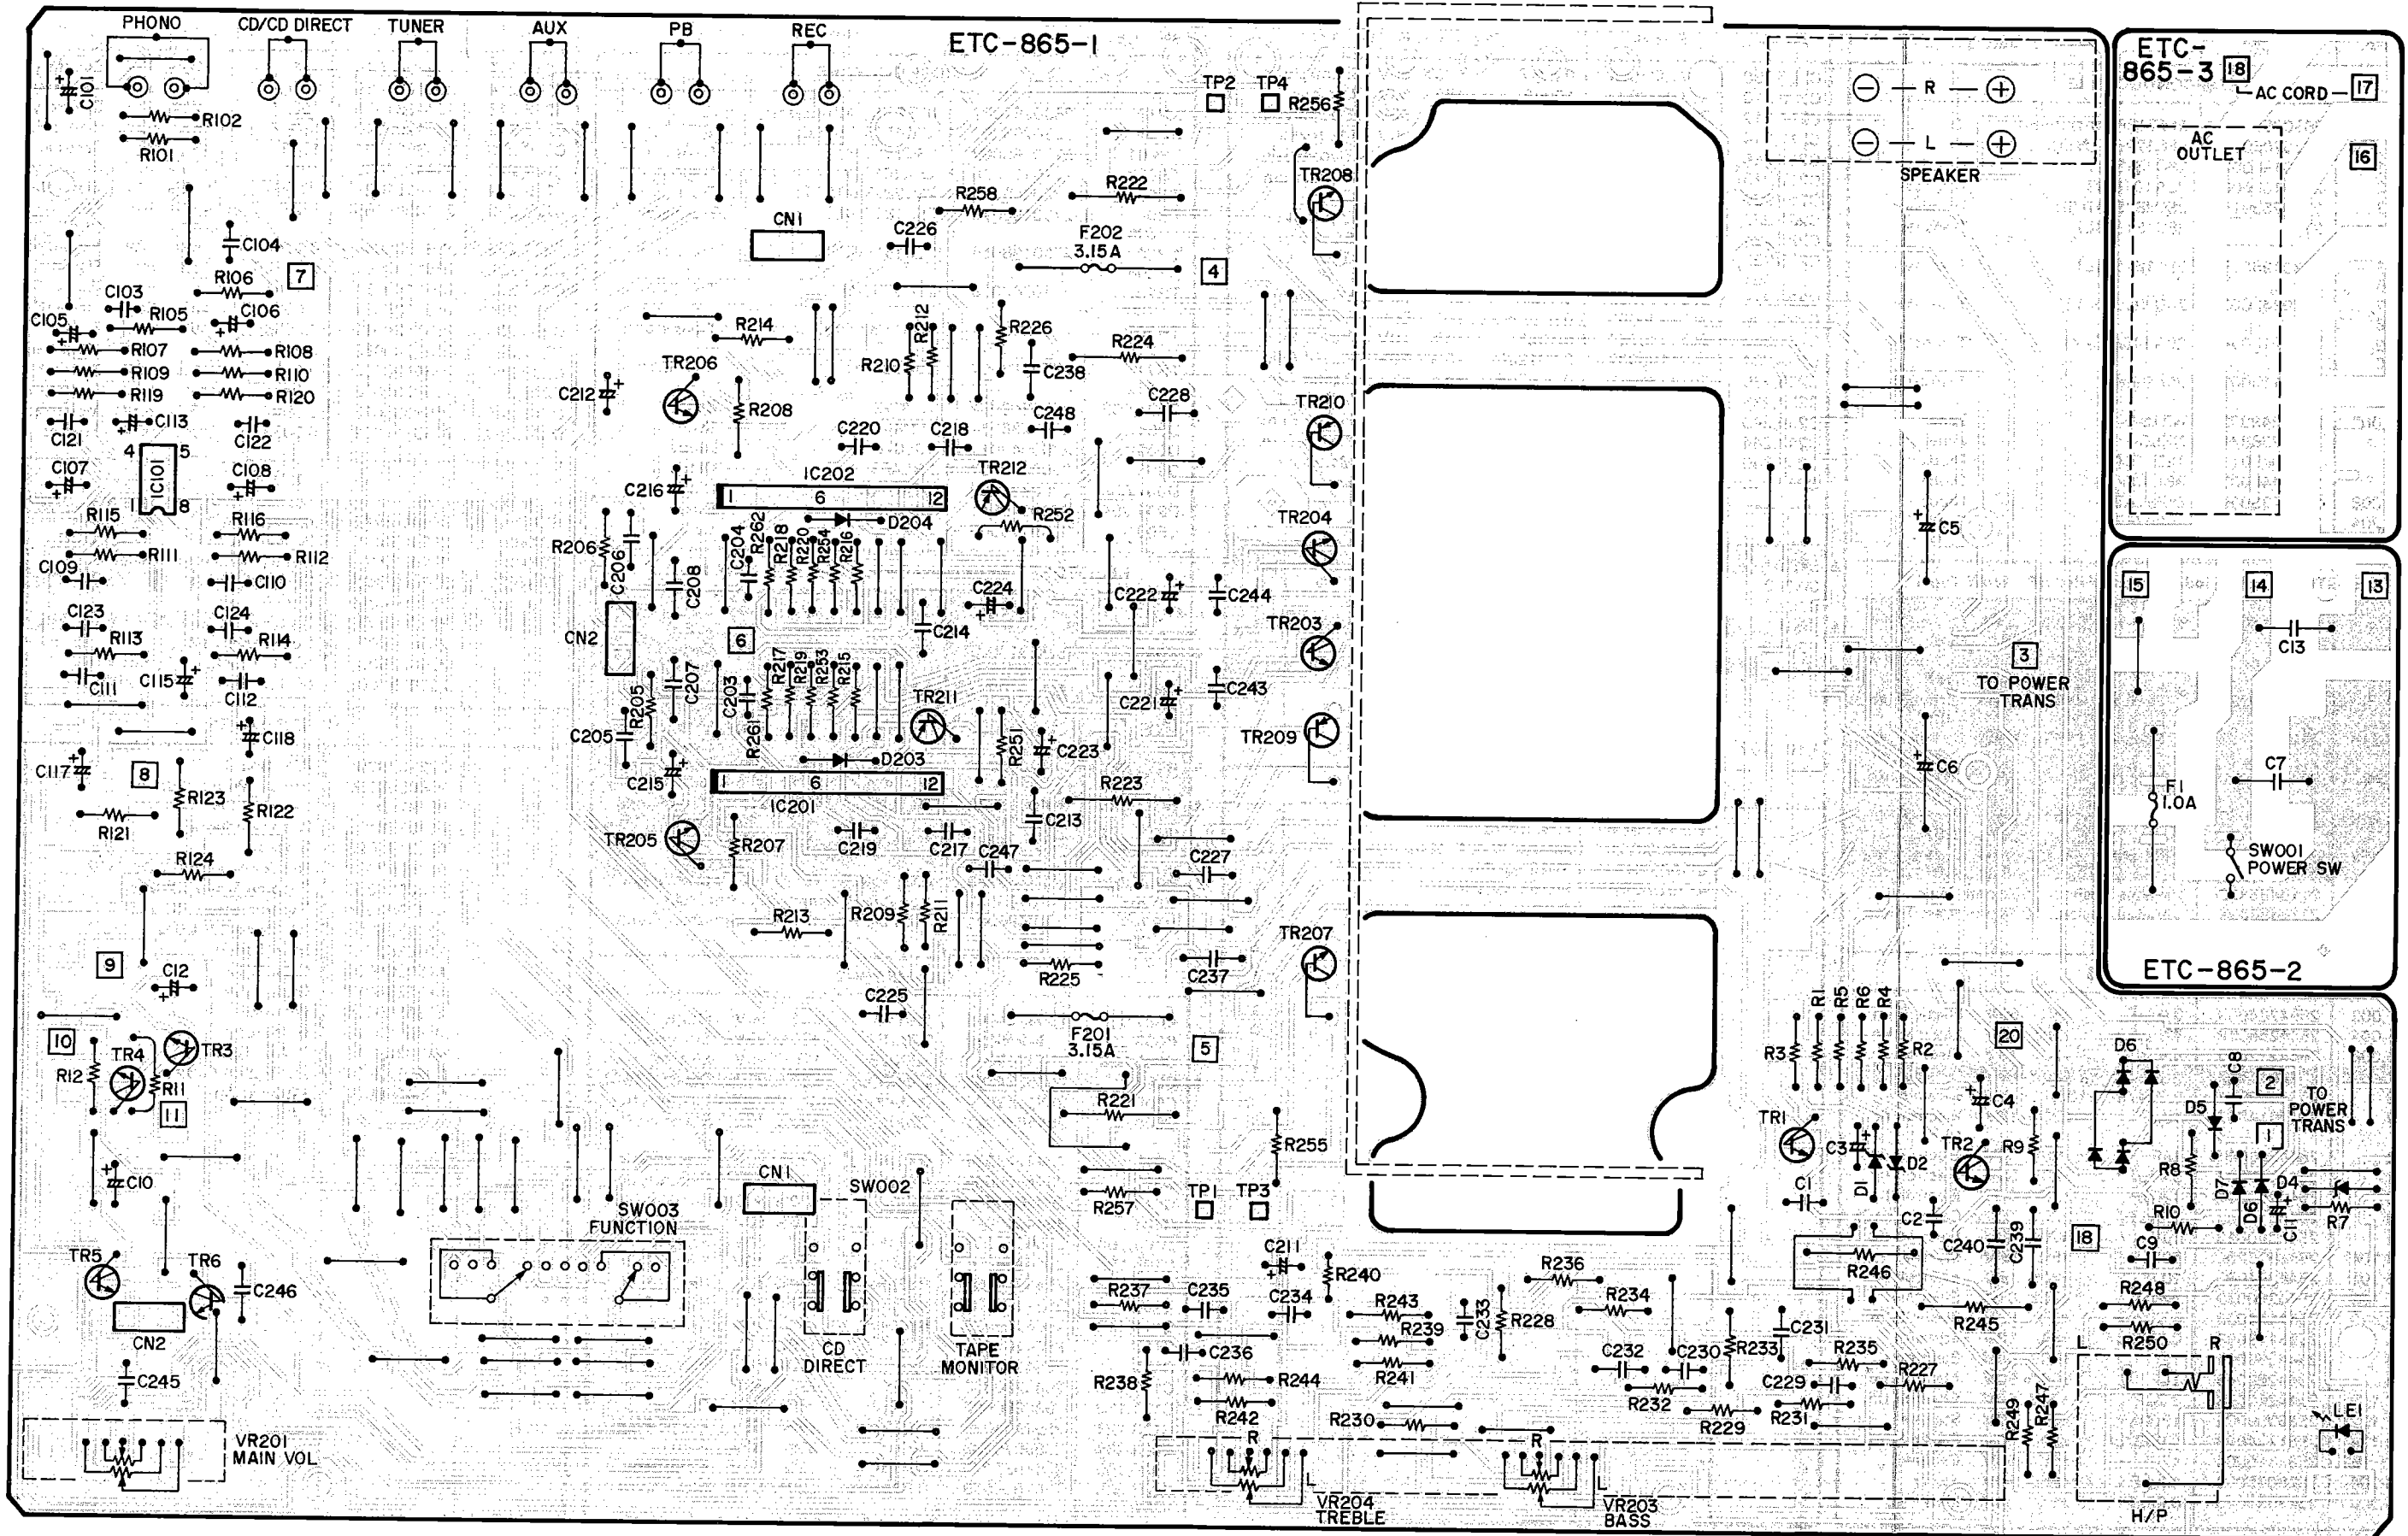 PHONO
CD/CD DIRECT
TUNER
AUX
PB
REC
ETC-865-1
TP2
TP4
R256
R
L
SPEAKER
ETC-
865-3
18
AC CORD
17
AC
OUTLET
16
C101
R102
R101
C104
7
R106
C103
C105
R105
C106
R107
R108
R109
R110
R119
R120
C121
C113
C122
4
5
C107
IC101
C108
1
8
R115
R116
R111
R112
C109
C110
C123
C124
R113
R114
C111
C115
C112
C118
C117
8
R123
R122
R121
R124
9
C12
10
TR4
TR3
R12
R11
11
C10
TR5
TR6
C246
CN2
C245
VR201
MAIN VOL
CN1
R258
R222
TR208
C226
F202
3.15A
4
R214
R212
R226
R210
R224
TR206
C238
C212
R208
C228
TR210
C248
C220
C218
IC202
TR212
C216
1
6
12
D204
R252
TR204
R206
C206
C204
R262
R218
R220
R254
R216
C208
C224
C222
C244
CN2
6
C214
TR203
C207
R217
R219
R253
R215
R205
C203
TR211
C221
C243
C205
R261
R251
C223
TR209
D203
C215
1
6
12
IC201
R223
C213
TR205
R207
C219
C217
C247
C227
R213
R209
R211
TR207
R225
C237
C225
F201
3.15A
5
R221
R255
CN1
SW002
SW003
FUNCTION
R257
TP1
TP3
CD
DIRECT
TAPE
MONITOR
C211
R240
R237
C235
C234
R236
R234
R243
C233
R228
R239
C236
R241
R238
R244
R242
R230
C232
C230
R233
C231
R235
R227
C229
R232
R229
R231
R
L
VR204
TREBLE
R
L
VR203
BASS
C5
3
TO POWER
TRANS
C6
15
14
13
C13
C7
F1
1.0A
SW001
POWER SW
ETC-865-2
R1
R5
R6
R4
R3
R2
20
D6
C8
2
TO
POWER
TRANS
D5
1
TR1
C3
D2
D1
C4
TR2
R9
R8
D7
D6
D4
C11
R7
C1
C2
C240
C239
18
R10
C9
R246
R245
R248
R250
L
R
R249
R247
LE1
H/P